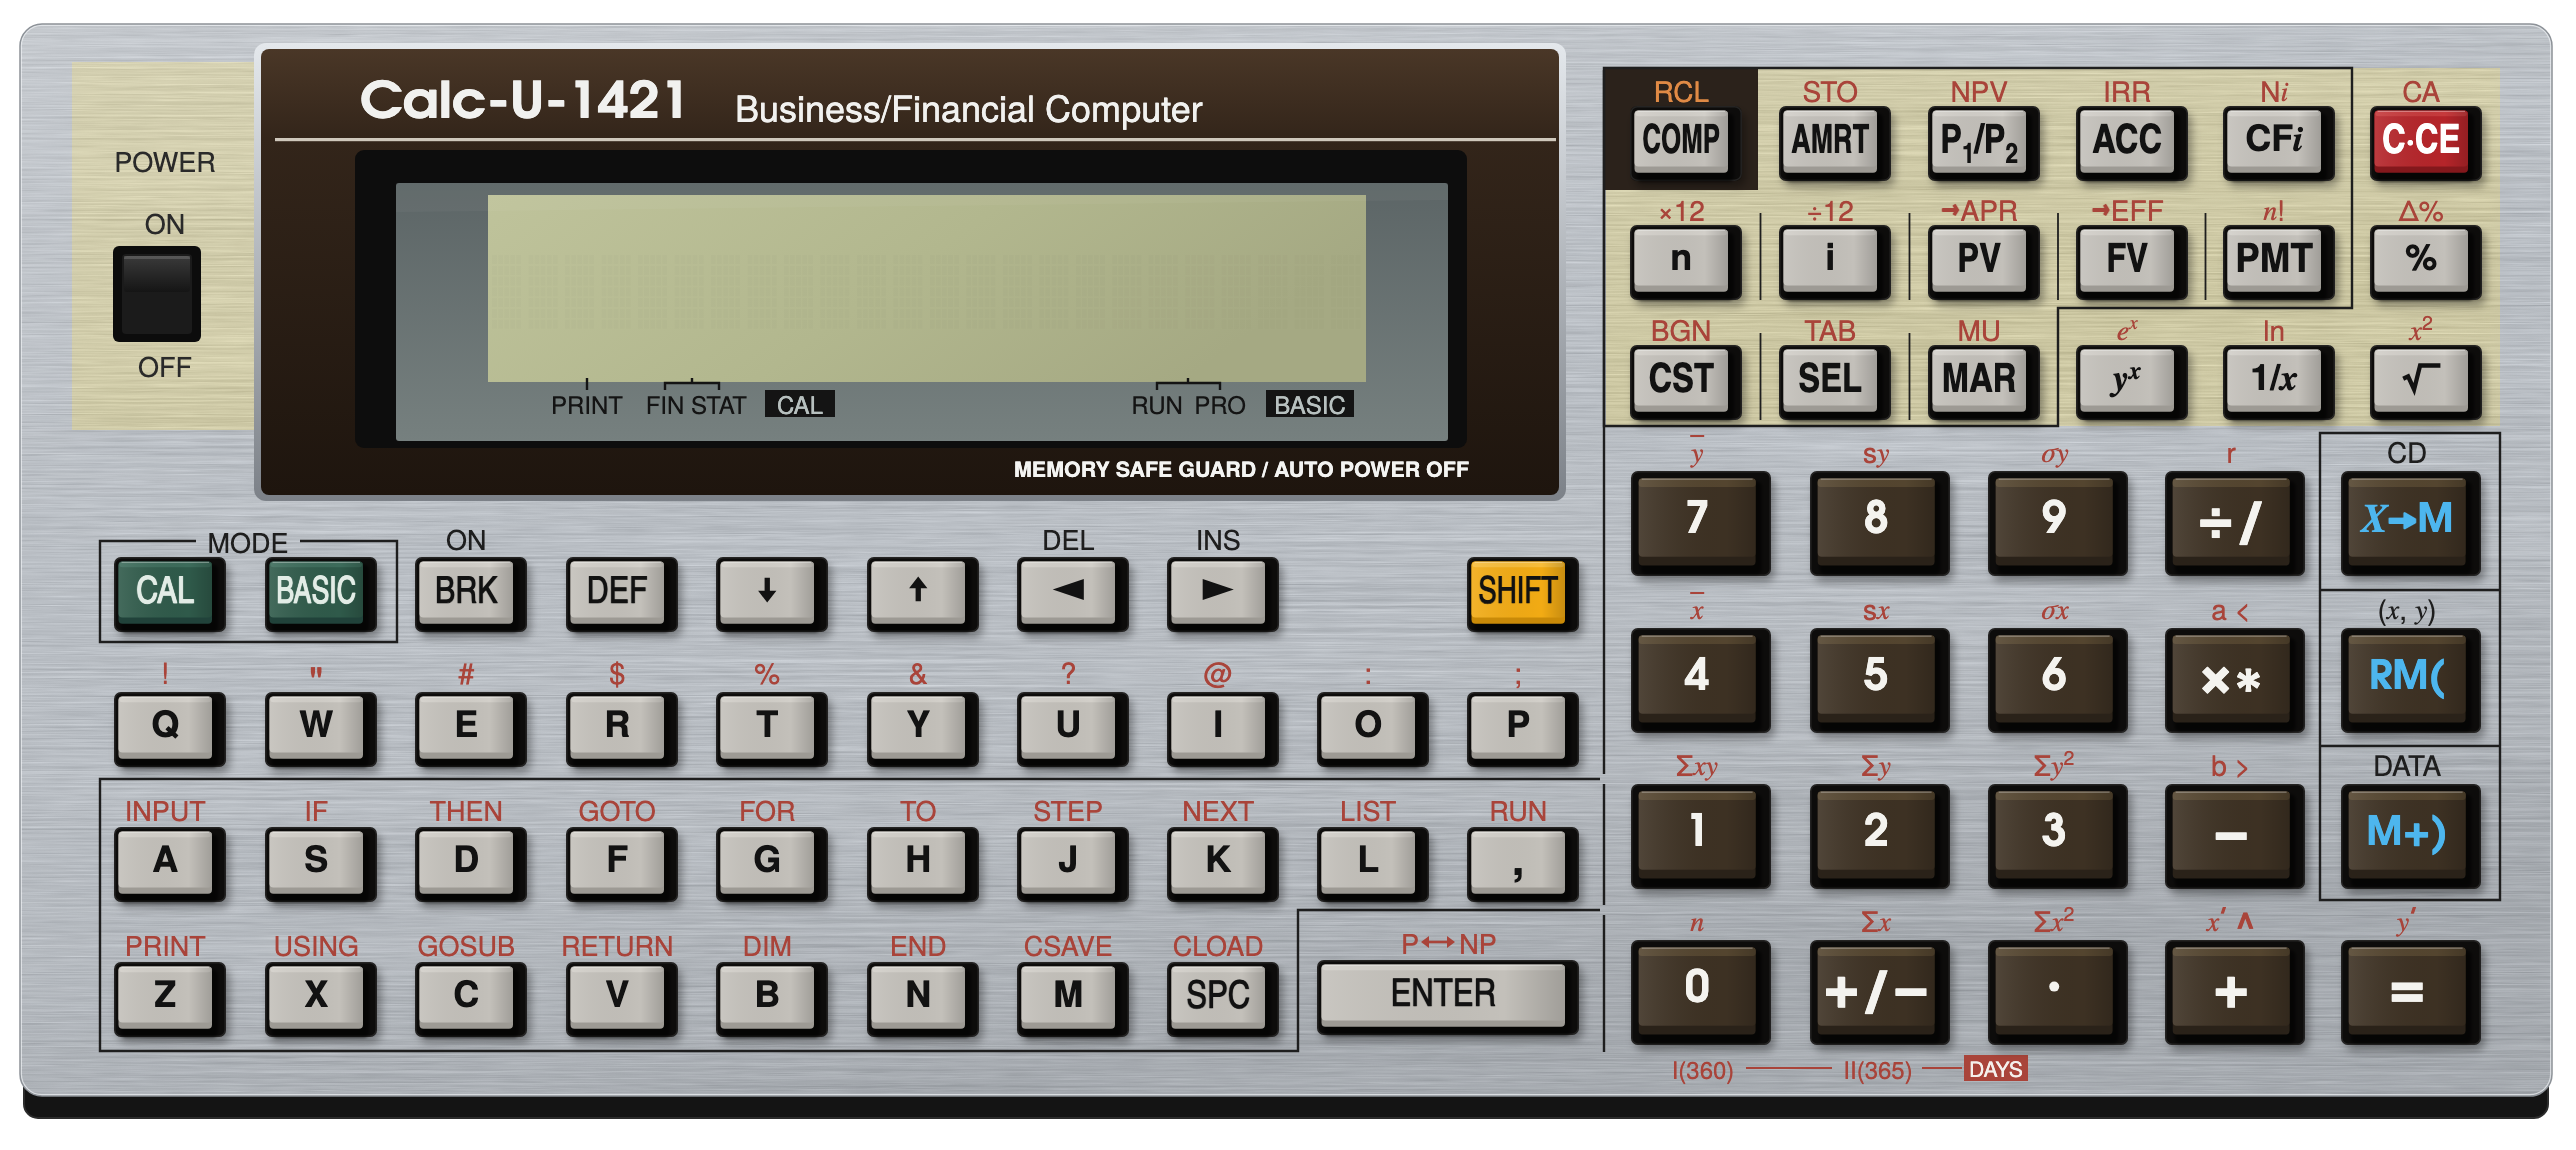 Calc-U-1421 Business/Financial Computer
POWER
ON
OFF
PRINT FIN STAT CAL RUN PRO BASIC
MEMORY SAFE GUARD / AUTO POWER OFF
MODE ON DEL INS
CAL BASIC BRK DEF ↓ ↑ ◄ ► SHIFT
! " # $ % & ? @ : ;
Q W E R T Y U I O P
INPUT IF THEN GOTO FOR TO STEP NEXT LIST RUN
A S D F G H J K L ,
PRINT USING GOSUB RETURN DIM END CSAVE CLOAD P↔NP
Z X C V B N M SPC ENTER
RCL STO NPV IRR Ni CA
COMP AMRT P₁/P₂ ACC CFi C·CE
×12 ÷12 →APR →EFF n! Δ%
n i PV FV PMT %
BGN TAB MU eˣ ln x²
CST SEL MAR yˣ 1/x √
y̅ sy σy r CD
7 8 9 ÷/ X→M
x̅ sx σx a < (x, y)
4 5 6 ×* RM(
Σxy Σy Σy² b > DATA
1 2 3 − M+)
n Σx Σx² x′ ∧ y′
0 +/− · + =
I(360) II(365) DAYS